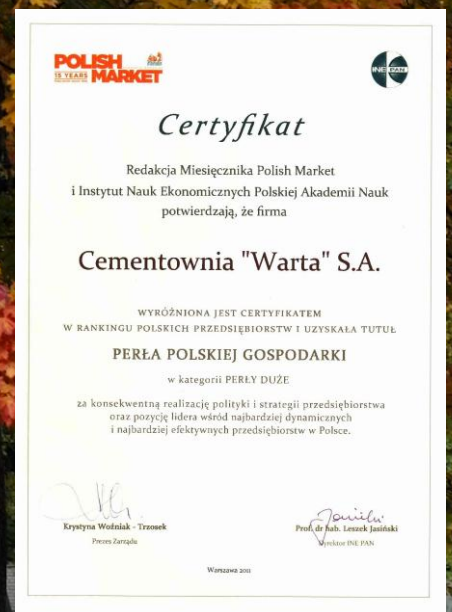 POLISH
15 YEARS MARKET
INE PAN
Certyfikat
Redakcja Miesięcznika Polish Market
i Instytut Nauk Ekonomicznych Polskiej Akademii Nauk
potwierdzają, że firma
Cementownia "Warta" S.A.
WYRÓŻNIONA JEST CERTYFIKATEM
W RANKINGU POLSKICH PRZEDSIĘBIORSTW I UZYSKAŁA TUTUŁ
PERŁA POLSKIEJ GOSPODARKI
w kategorii PERŁY DUŻE
za konsekwentną realizację polityki i strategii przedsiębiorstwa
oraz pozycję lidera wśród najbardziej dynamicznych
i najbardziej efektywnych przedsiębiorstw w Polsce.
Krystyna Woźniak - Trzosek
Prezes Zarządu
Prof. dr hab. Leszek Jasiński
Dyrektor INE PAN
Warszawa 2011